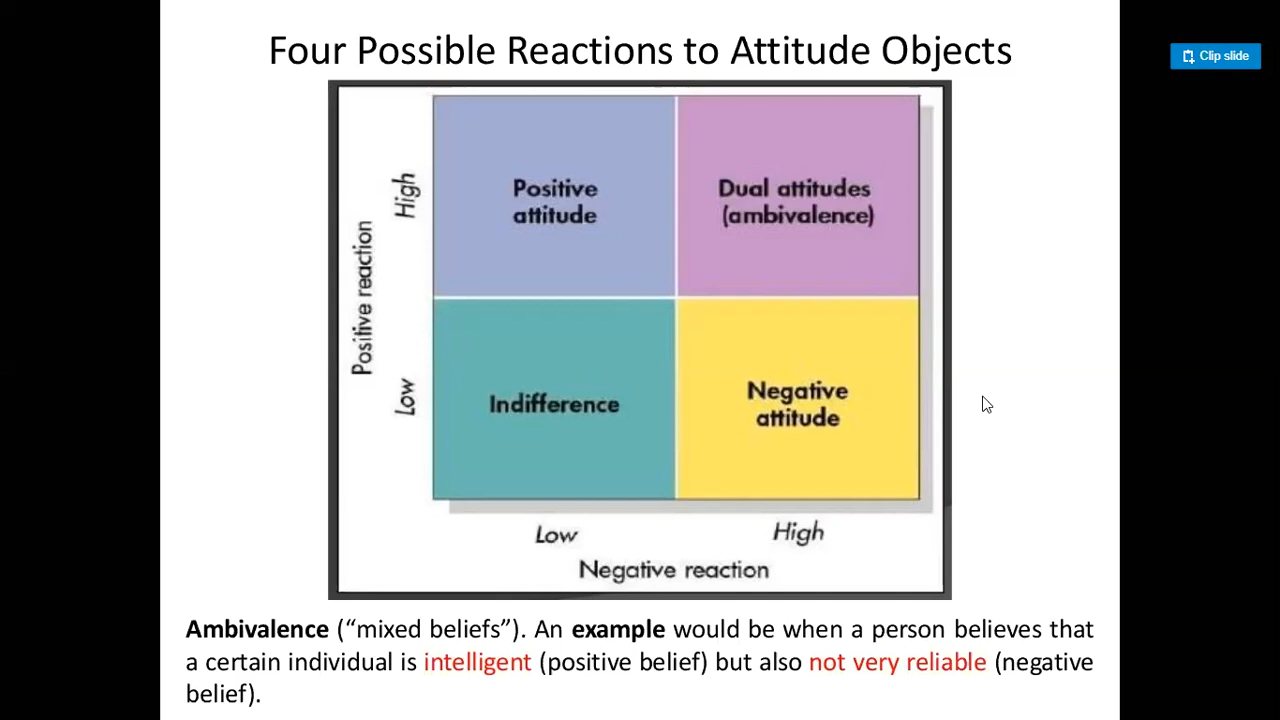 Four Possible Reactions to Attitude Objects
Clip slide
Positive reaction
High
Low
Positive
attitude
Dual attitudes
(ambivalence)
Indifference
Negative
attitude
Low
High
Negative reaction
Ambivalence (“mixed beliefs”). An example would be when a person believes that
a certain individual is intelligent (positive belief) but also not very reliable (negative
belief).